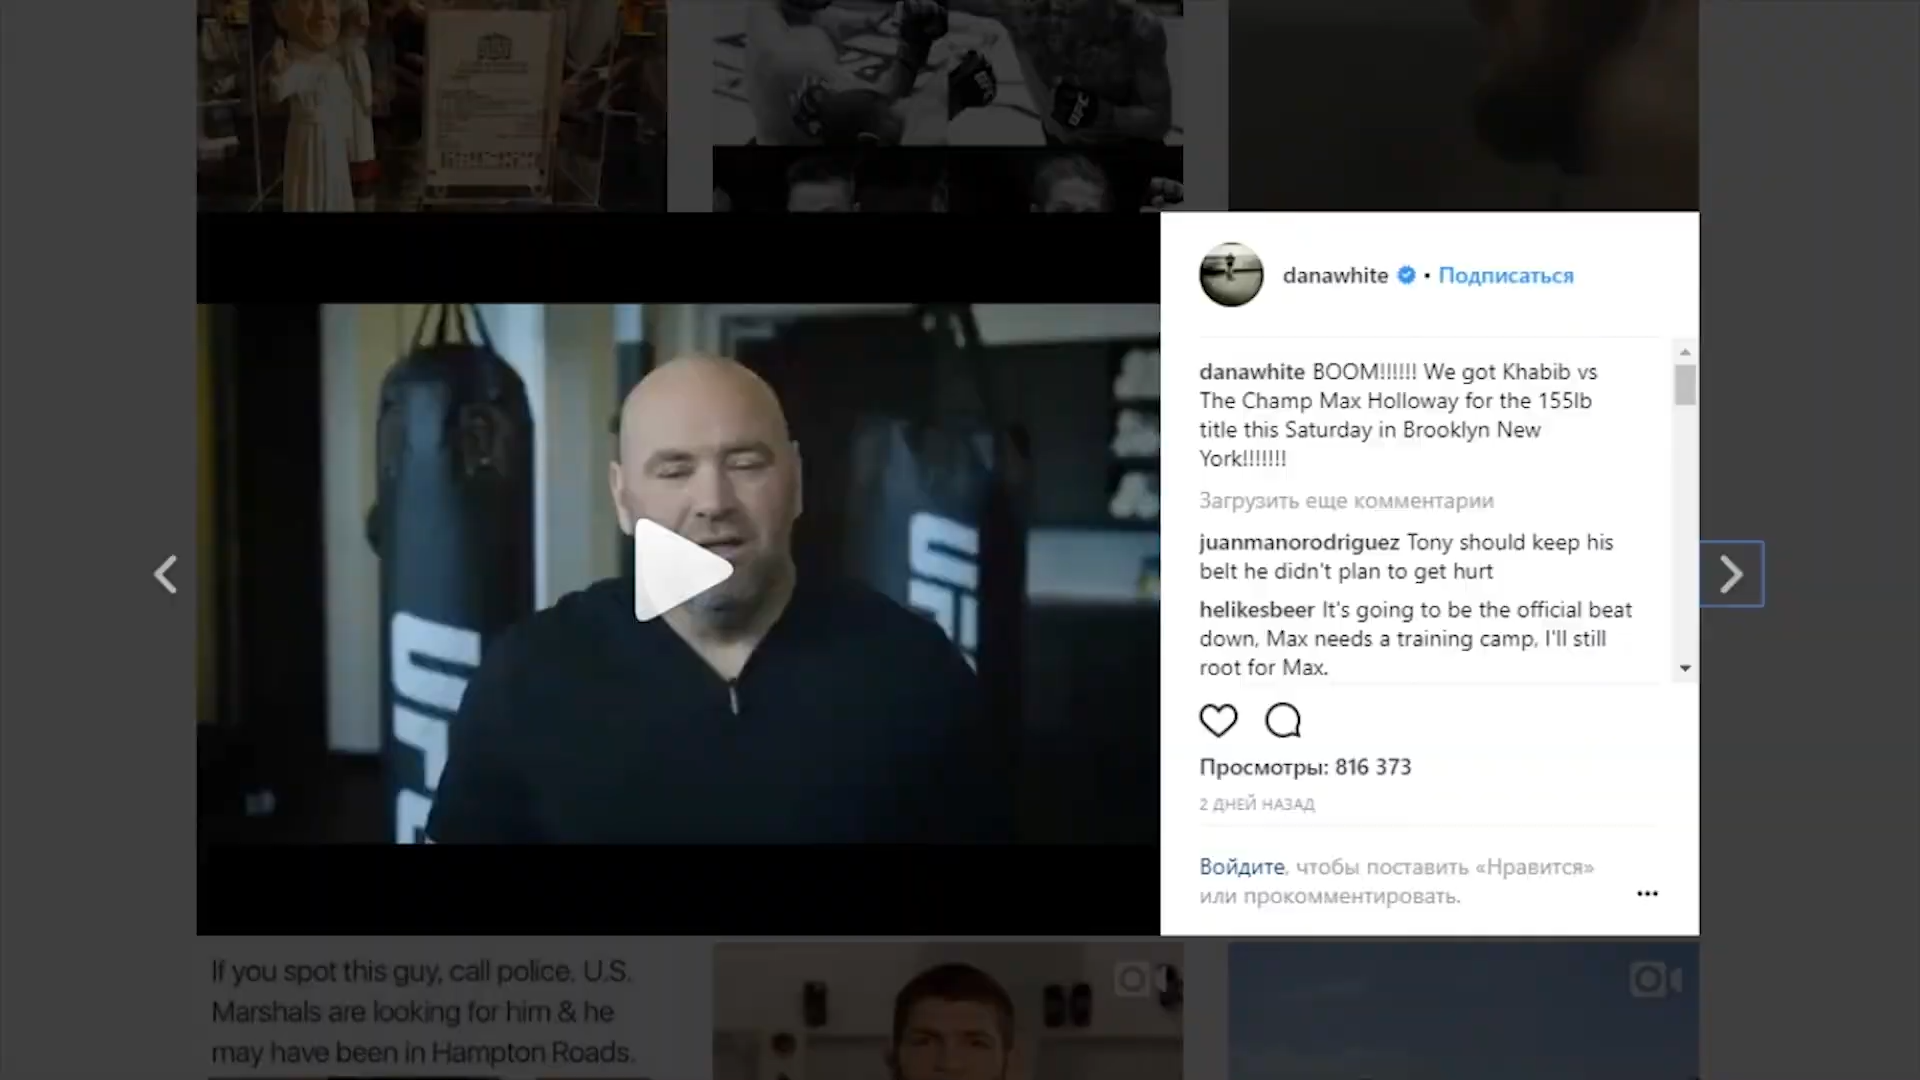 UFC
UFC
UFC
UFC
danawhite • Подписаться
danawhite BOOM!!!!!! We got Khabib vs
The Champ Max Holloway for the 155lb
title this Saturday in Brooklyn New
York!!!!!!!
Загрузить еще комментарии
juanmanorodriguez Tony should keep his
belt he didn't plan to get hurt
helikesbeer It's going to be the official beat
down, Max needs a training camp, I'll still
root for Max.
Просмотры: 816 373
2 ДНЕЙ НАЗАД
Войдите, чтобы поставить «Нравится»
или прокомментировать.
If you spot this guy, call police. U.S.
Marshals are looking for him & he
may have been in Hampton Roads.